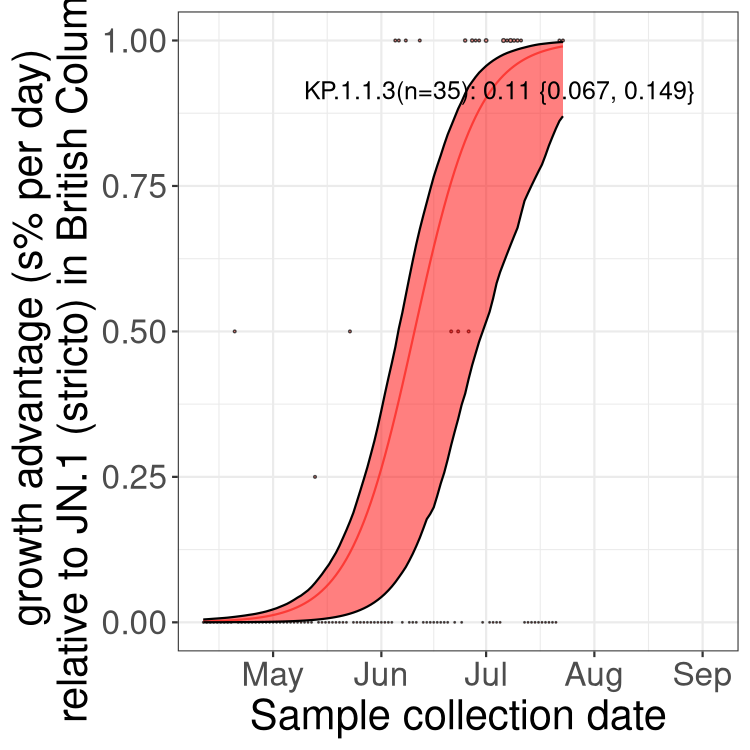 growth advantage (s% per day)
relative to JN.1 (stricto) in British Colum
1.00
0.75
0.50
0.25
0.00
KP.1.1.3(n=35): 0.11 {0.067, 0.149}
May Jun Jul Aug Sep
Sample collection date